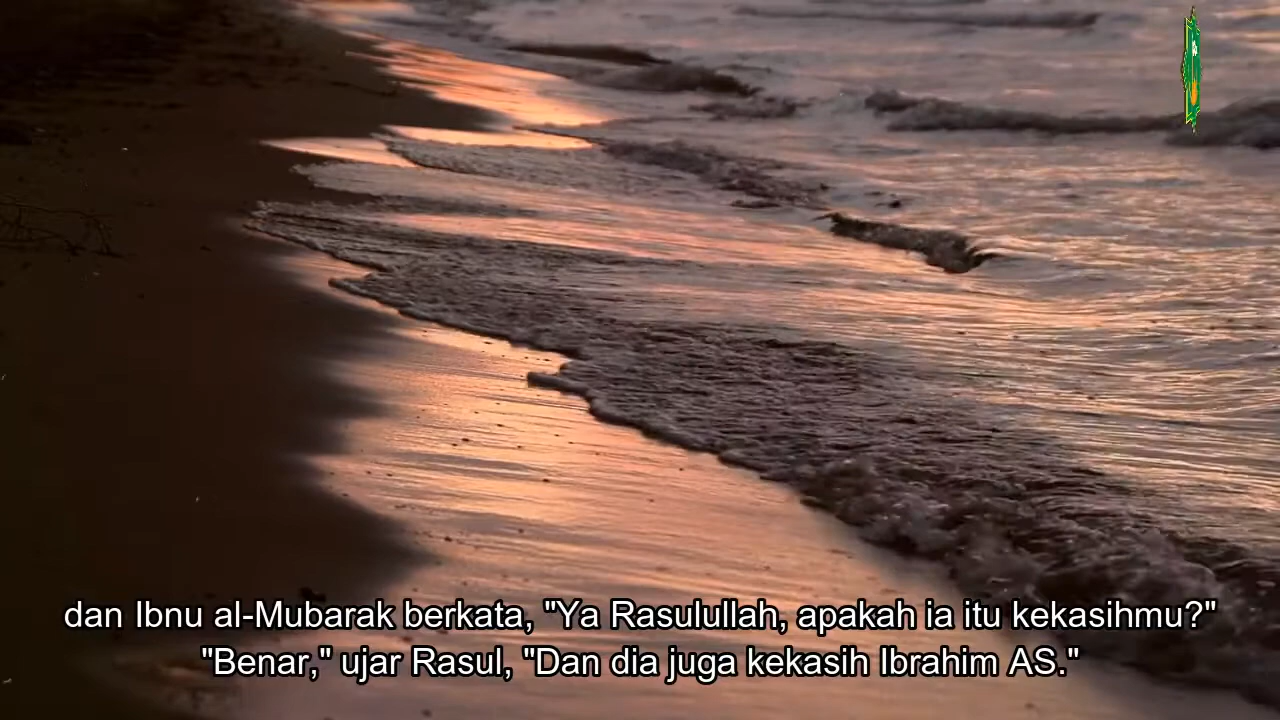 dan Ibnu al-Mubarak berkata, "Ya Rasulullah, apakah ia itu kekasihmu?"
"Benar," ujar Rasul, "Dan dia juga kekasih Ibrahim AS."